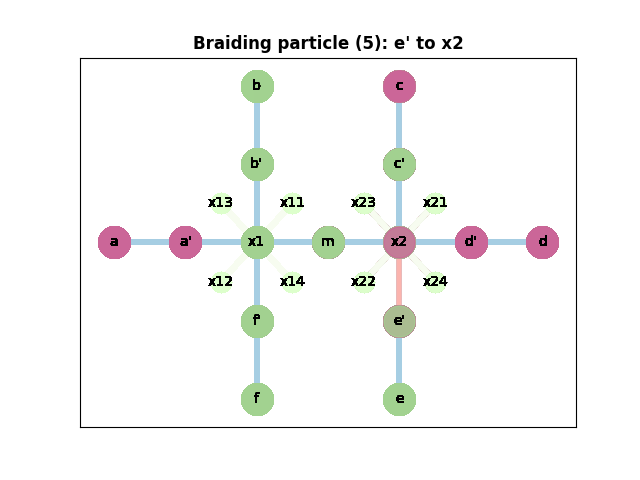 Braiding particle (5): e' to x2
b c
b' c'
x13 x11 x23 x21
a a' x1 m x2 d' d
x12 x14 x22 x24
f' e'
f e